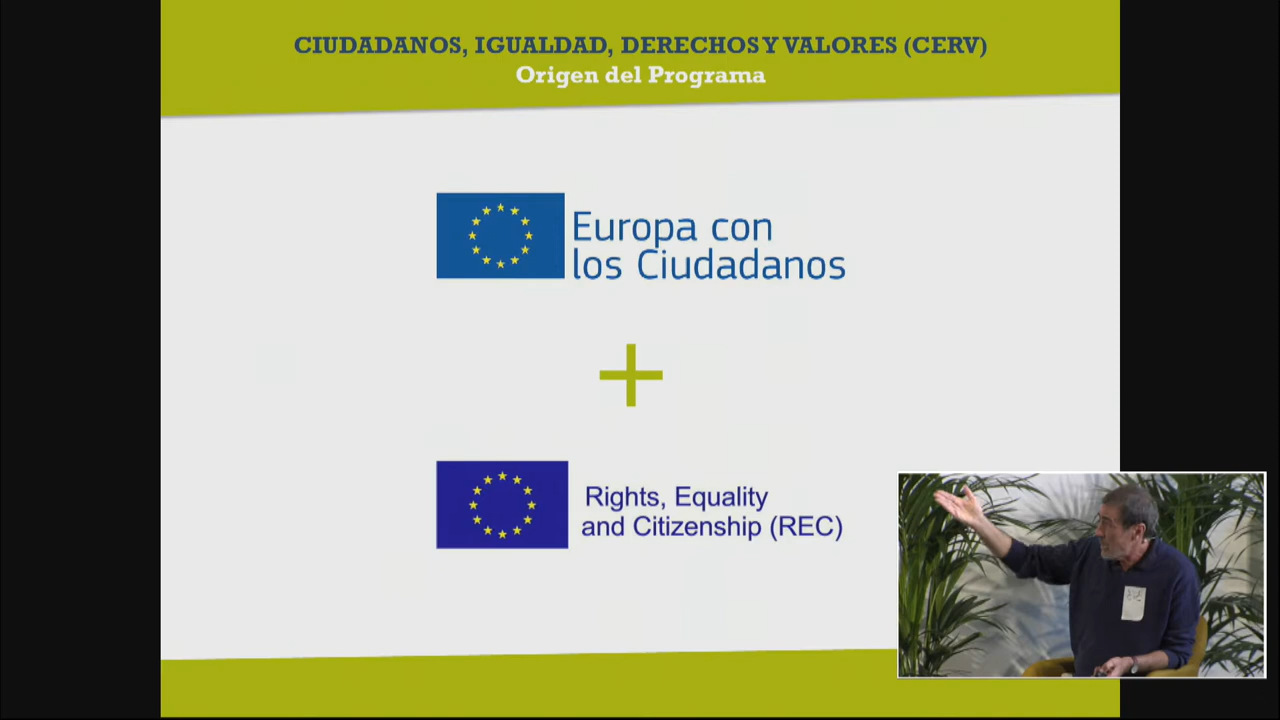 CIUDADANOS, IGUALDAD, DERECHOS Y VALORES (CERV)
Origen del Programa
Europa con
los Ciudadanos
+
Rights, Equality
and Citizenship (REC)